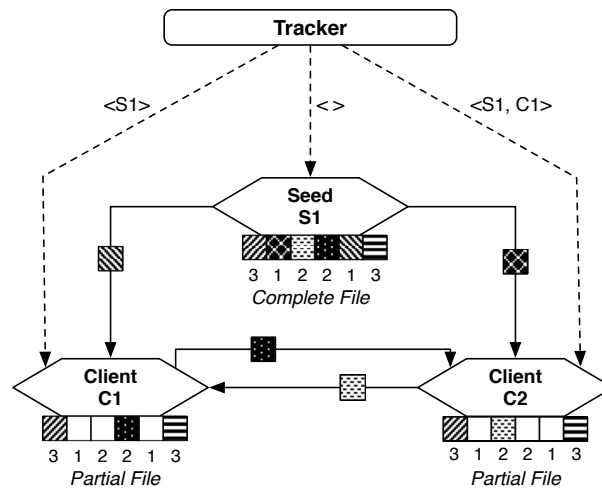 Tracker
<S1>
< >
<S1, C1>
Seed
S1
3 1 2 2 1 3
Complete File
Client
C1
3 1 2 2 1 3
Partial File
Client
C2
3 1 2 2 1 3
Partial File